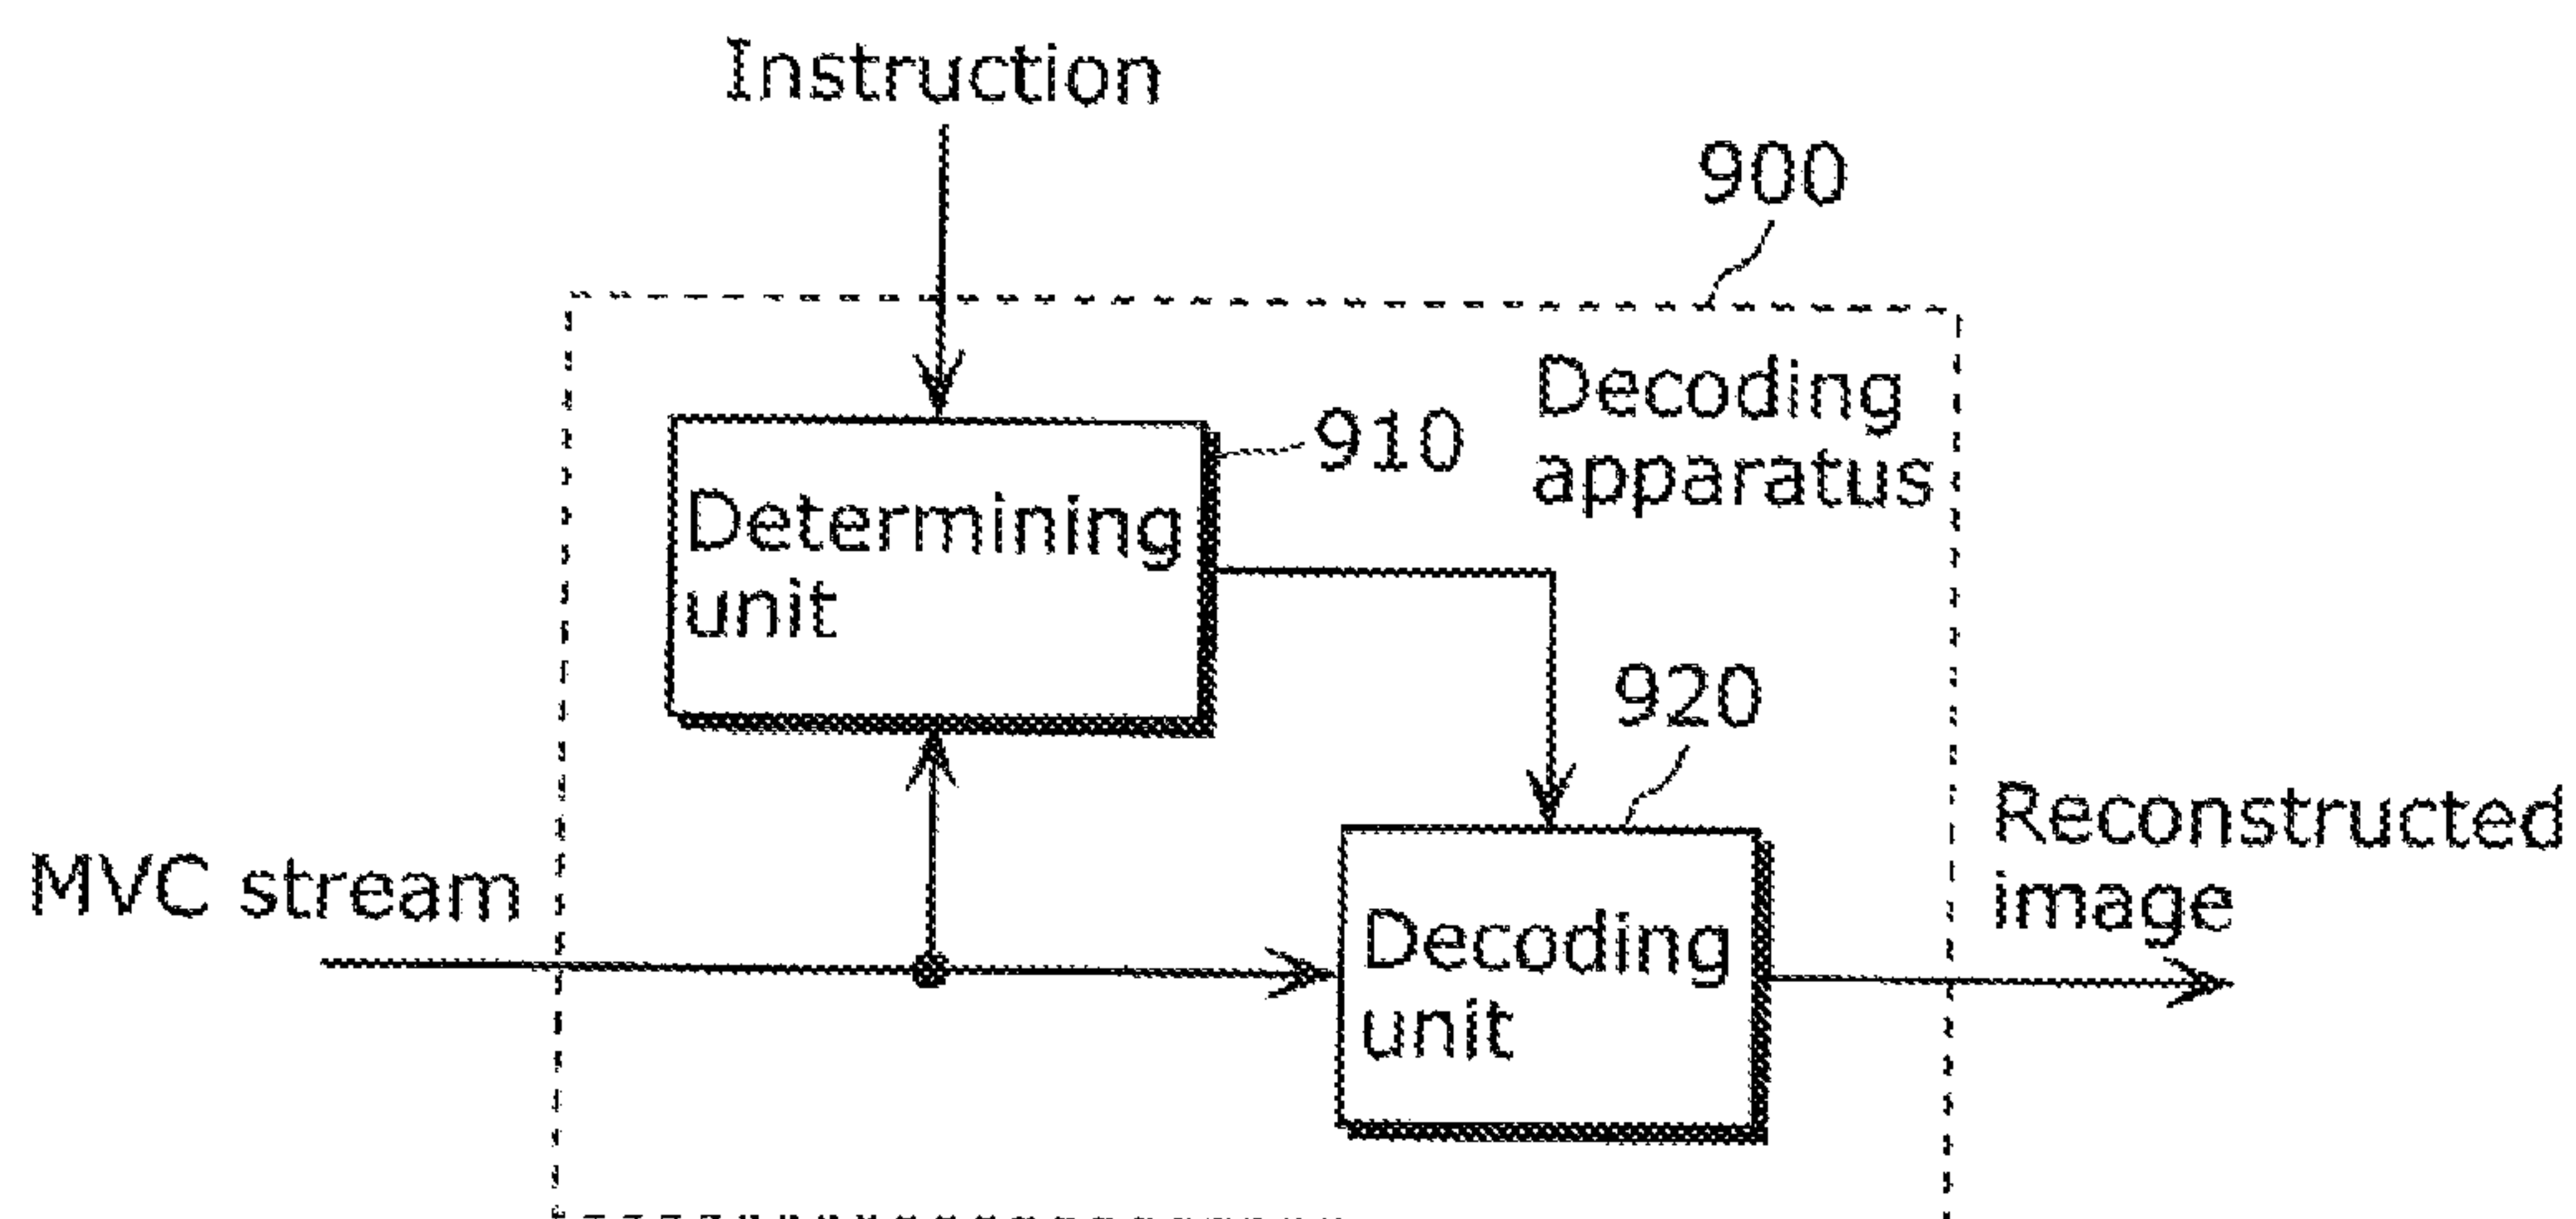 Instruction
900
Decoding
apparatus
910
Determining
unit
920
MVC stream
Decoding
unit
Reconstructed
image